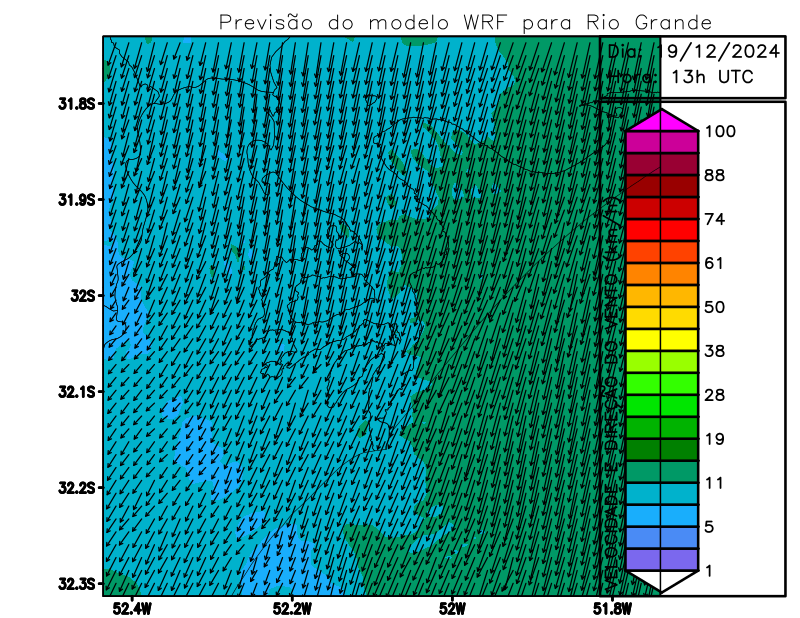 Previsão do modelo WRF para Rio Grande
Dia: 19/12/2024
Hora: 13h UTC
31.8S
31.9S
32S
32.1S
32.2S
32.3S
52.4W
52.2W
52W
51.8W
VELOCIDADE E DIREÇÃO DO VENTO (km/h)
100
88
74
61
50
38
28
19
11
5
1